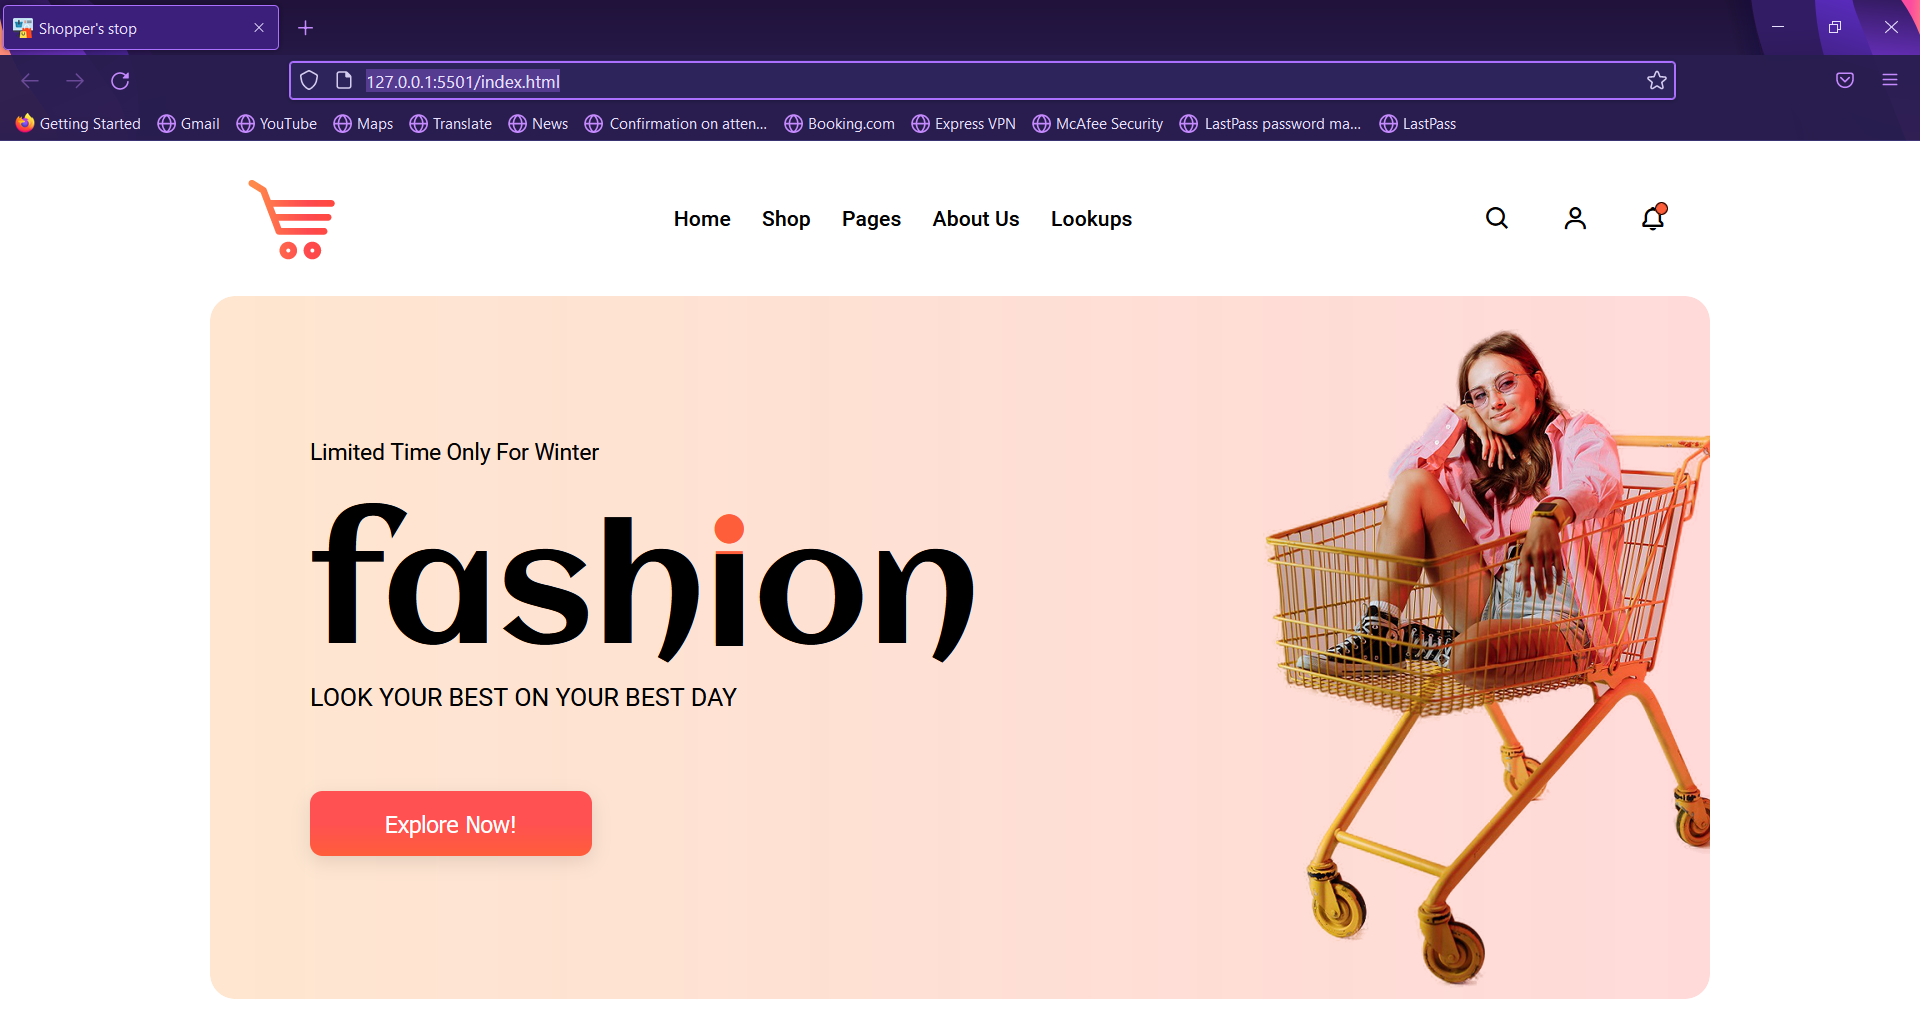 Shopper's stop
127.0.0.1:5501/index.html
Getting Started Gmail YouTube Maps Translate News Confirmation on atten... Booking.com Express VPN McAfee Security LastPass password ma... LastPass
Home Shop Pages About Us Lookups
Limited Time Only For Winter
fashion
LOOK YOUR BEST ON YOUR BEST DAY
Explore Now!